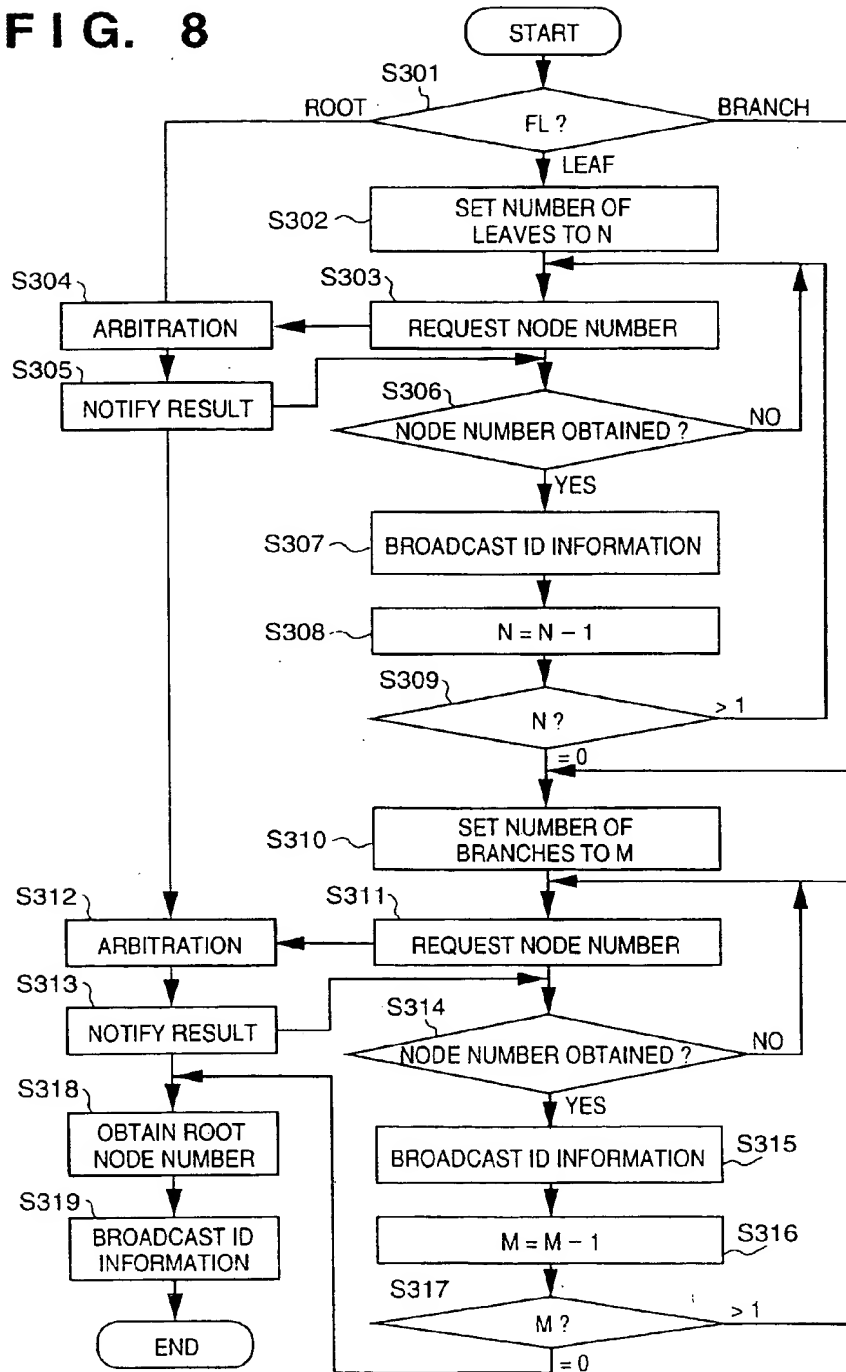 FIG. 8
START
S301
ROOT
FL ?
BRANCH
LEAF
S302
SET NUMBER OF
LEAVES TO N
S304
S303
ARBITRATION
REQUEST NODE NUMBER
S305
NOTIFY RESULT
S306
NODE NUMBER OBTAINED ?
NO
YES
S307
BROADCAST ID INFORMATION
S308
N = N – 1
S309
N ?
> 1
= 0
S310
SET NUMBER OF
BRANCHES TO M
S312
S311
ARBITRATION
REQUEST NODE NUMBER
S313
NOTIFY RESULT
S314
NODE NUMBER OBTAINED ?
NO
YES
S318
OBTAIN ROOT
NODE NUMBER
BROADCAST ID INFORMATION
S315
S319
BROADCAST ID
INFORMATION
M = M – 1
S316
S317
M ?
> 1
= 0
END